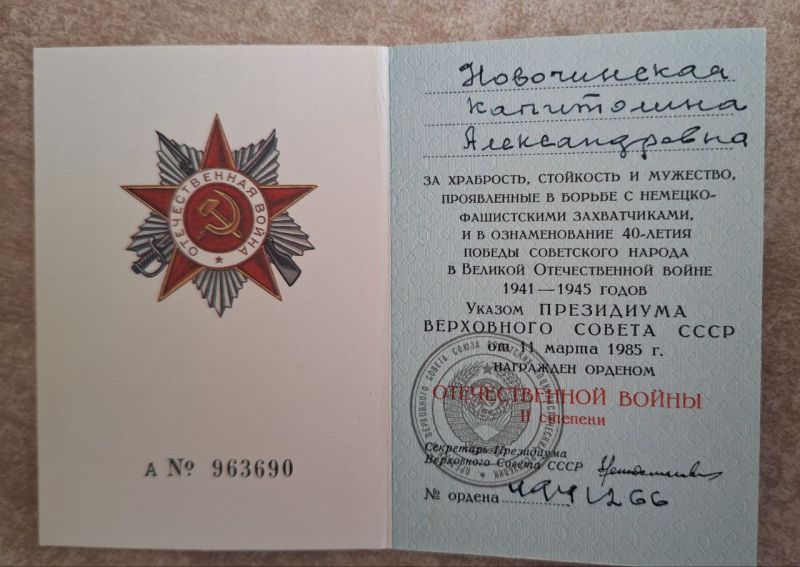 ОТЕЧЕСТВЕННАЯ ВОЙНА
А № 963690
Новочинская
Капитолина
Александровна
ЗА ХРАБРОСТЬ, СТОЙКОСТЬ И МУЖЕСТВО,
ПРОЯВЛЕННЫЕ В БОРЬБЕ С НЕМЕЦКО-
ФАШИСТСКИМИ ЗАХВАТЧИКАМИ,
И В ОЗНАМЕНОВАНИЕ 40-ЛЕТИЯ
ПОБЕДЫ СОВЕТСКОГО НАРОДА
В ВЕЛИКОЙ ОТЕЧЕСТВЕННОЙ ВОЙНЕ
1941—1945 ГОДОВ
УКАЗОМ ПРЕЗИДИУМА
ВЕРХОВНОГО СОВЕТА СССР
от 11 марта 1985 г.
НАГРАЖДЕН ОРДЕНОМ
ОТЕЧЕСТВЕННОЙ ВОЙНЫ
II степени
Секретарь Президиума
Верховного Совета СССР
№ ордена